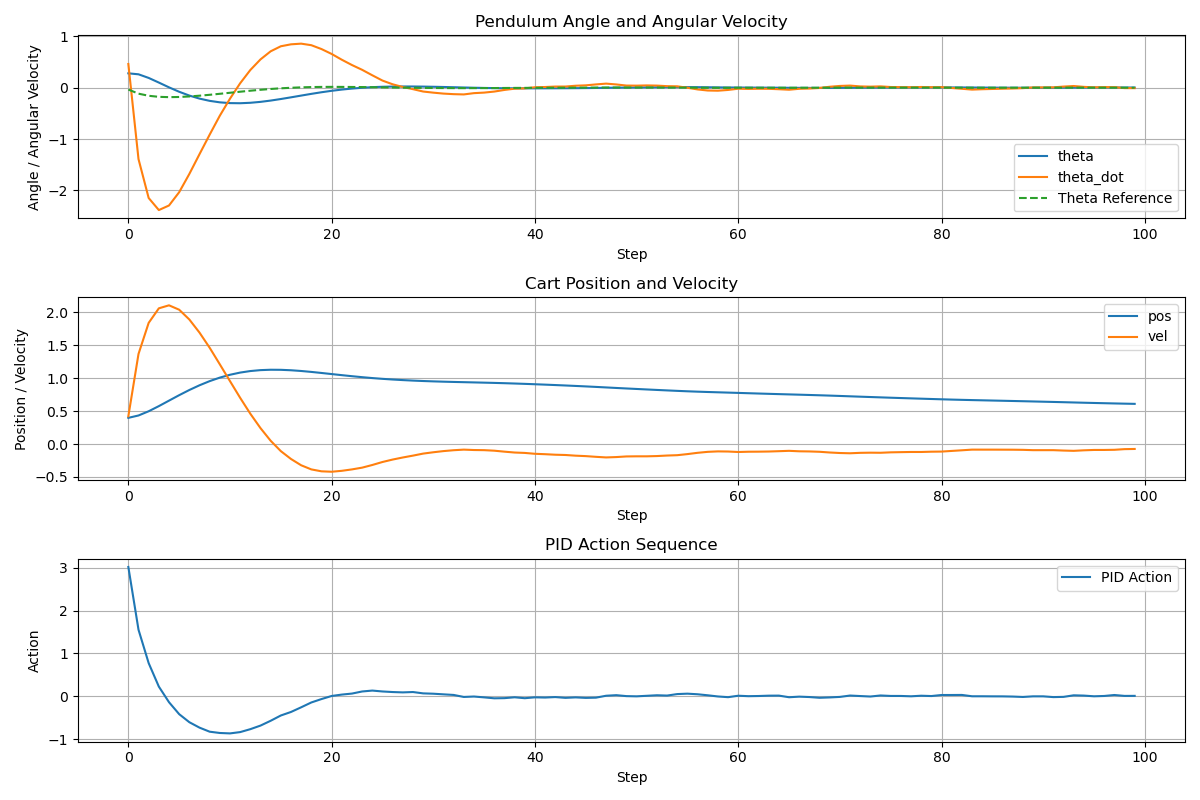 Pendulum Angle and Angular Velocity
Angle / Angular Velocity
1
0
−1
−2
theta
theta_dot
Theta Reference
0 20 40 60 80 100
Step
Cart Position and Velocity
Position / Velocity
2.0
1.5
1.0
0.5
0.0
−0.5
pos
vel
0 20 40 60 80 100
Step
PID Action Sequence
Action
3
2
1
0
−1
PID Action
0 20 40 60 80 100
Step